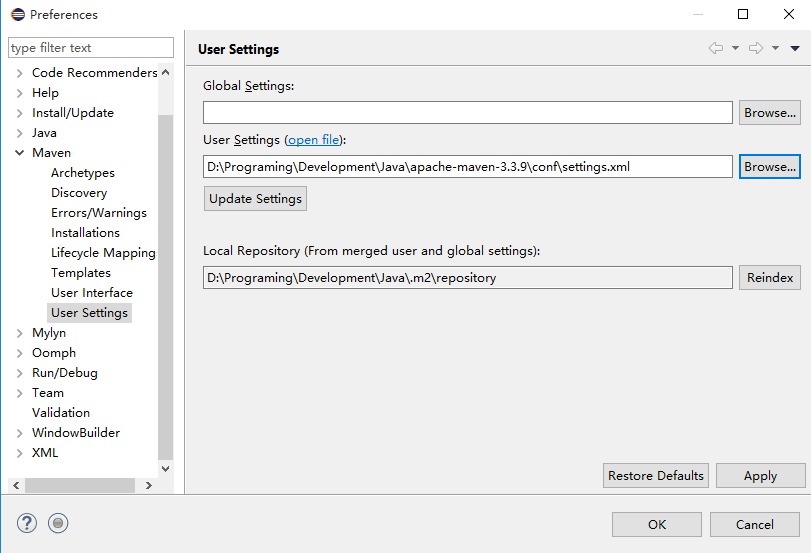 Preferences
type filter text
Code Recommenders
Help
Install/Update
Java
Maven
Archetypes
Discovery
Errors/Warnings
Installations
Lifecycle Mapping
Templates
User Interface
User Settings
Mylyn
Oomph
Run/Debug
Team
Validation
WindowBuilder
XML
User Settings
Global Settings:
Browse...
User Settings (open file):
D:\Programing\Development\Java\apache-maven-3.3.9\conf\settings.xml
Browse...
Update Settings
Local Repository (From merged user and global settings):
D:\Programing\Development\Java\.m2\repository
Reindex
Restore Defaults
Apply
?
OK
Cancel